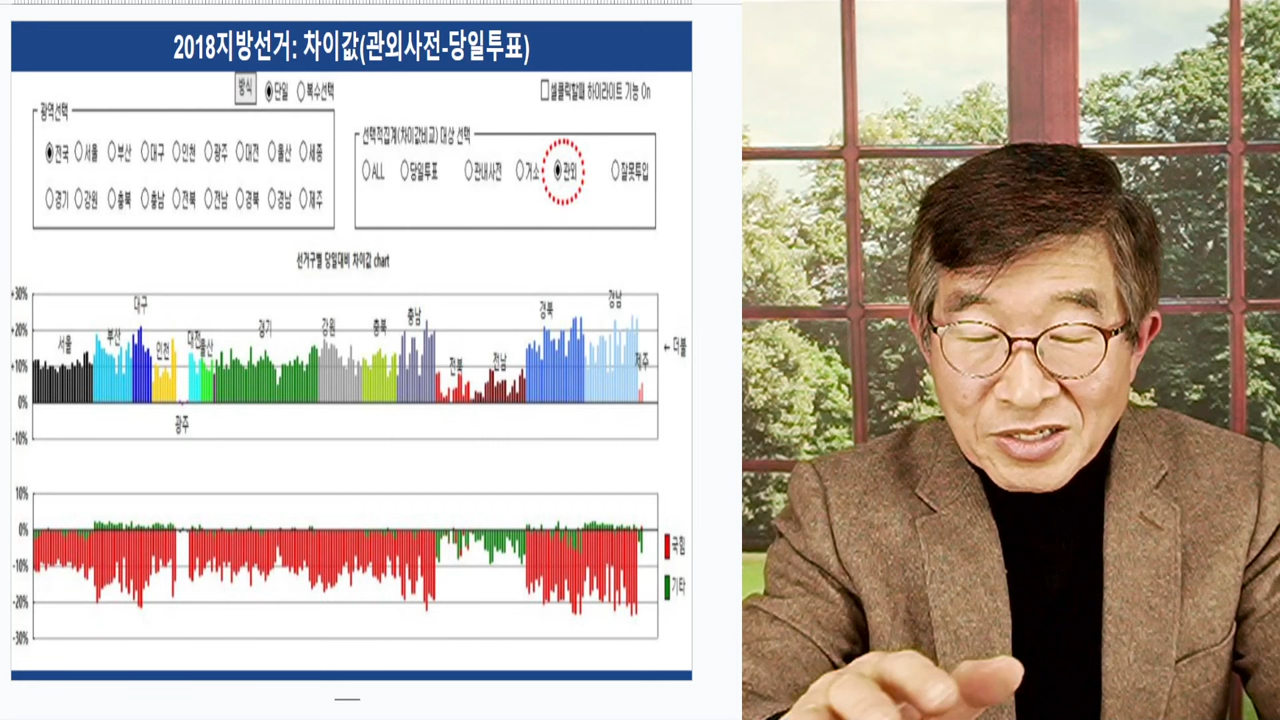 2018지방선거: 차이값(관외사전-당일투표)
방식 단일 복수선택
셀클릭할때 하이라이트 기능 On
광역선택
전국 서울 부산 대구 인천 광주 대전 울산 세종
경기 강원 충북 충남 전북 전남 경북 경남 제주
선택적집계(차이값비교) 대상 선택
ALL 당일투표 관내사전 거소 관외 잘못투입
선거구별 당일대비 차이값 chart
+30%
+20%
+10%
0%
-10%
서울 부산 대구 인천 광주 대전 울산 경기 강원 충북 충남 전북 전남 경북 경남 제주
← 더불
10%
0%
-10%
-20%
-30%
국힘
기타